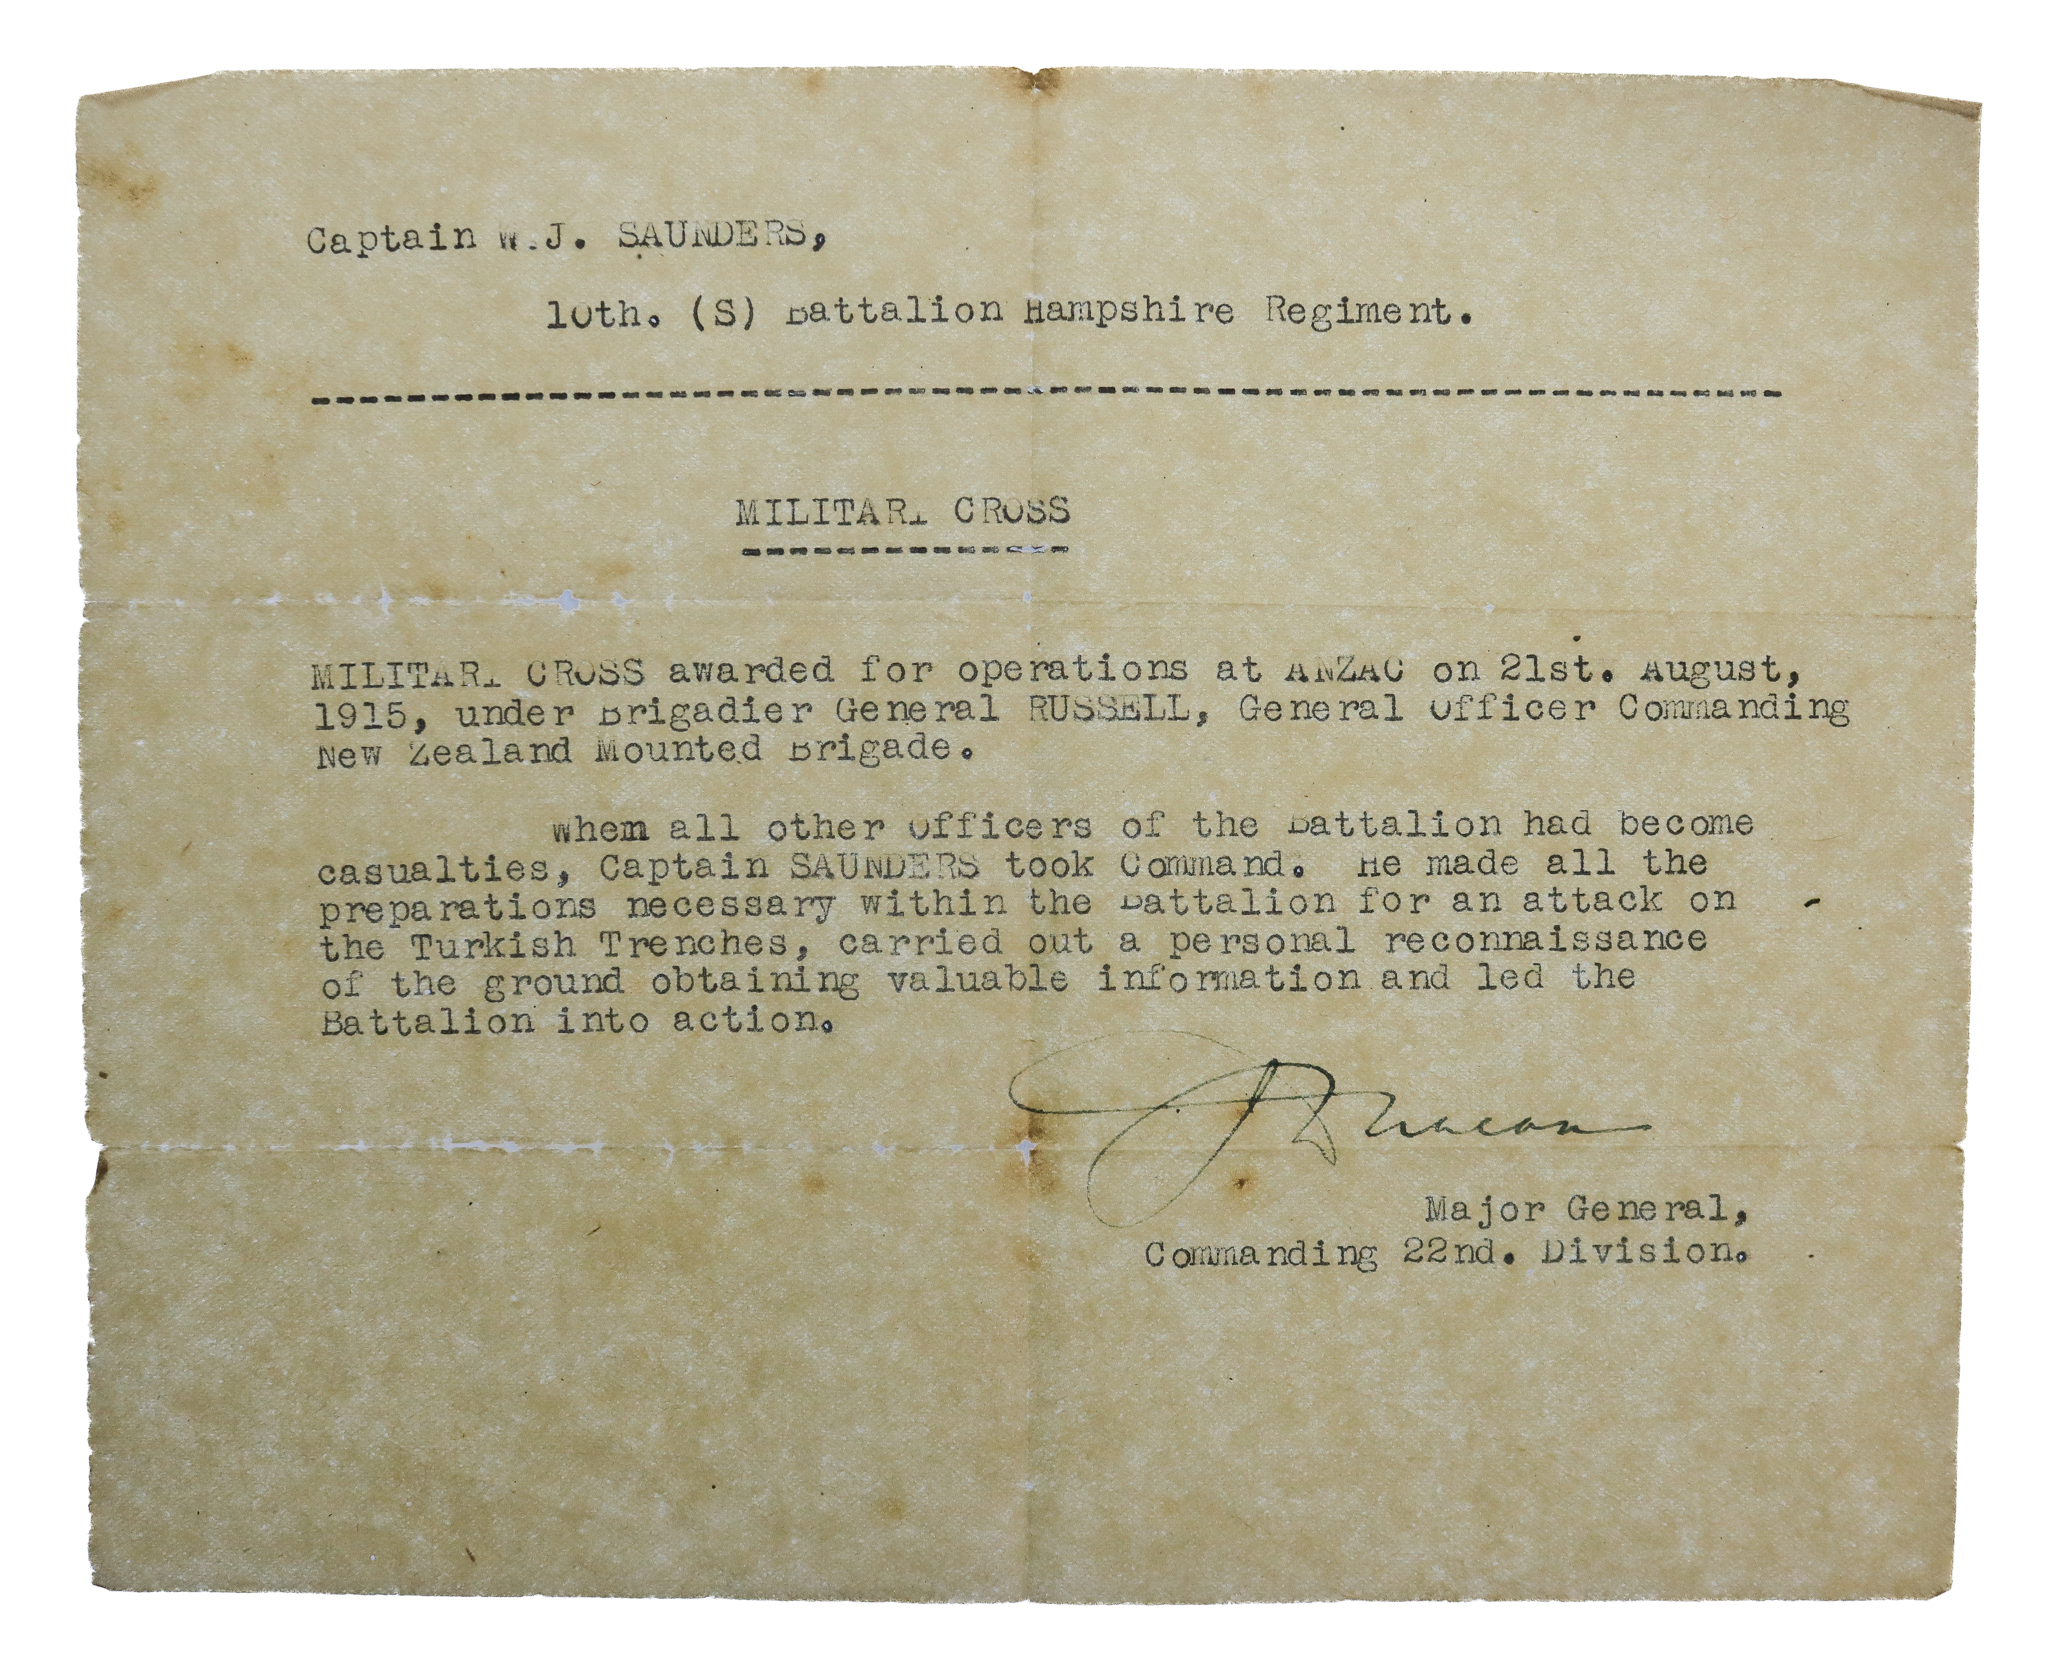 Captain W.J. SAUNDERS,
10th. (S) Battalion Hampshire Regiment.
MILITARY CROSS
MILITARY CROSS awarded for operations at ANZAC on 21st. August,
1915, under Brigadier General RUSSELL, General Officer Commanding
New Zealand Mounted Brigade.
When all other Officers of the Battalion had become
casualties, Captain SAUNDERS took Command. He made all the
preparations necessary within the Battalion for an attack on
the Turkish Trenches, carried out a personal reconnaissance
of the ground obtaining valuable information and led the
Battalion into action.
Major General,
Commanding 22nd. Division.